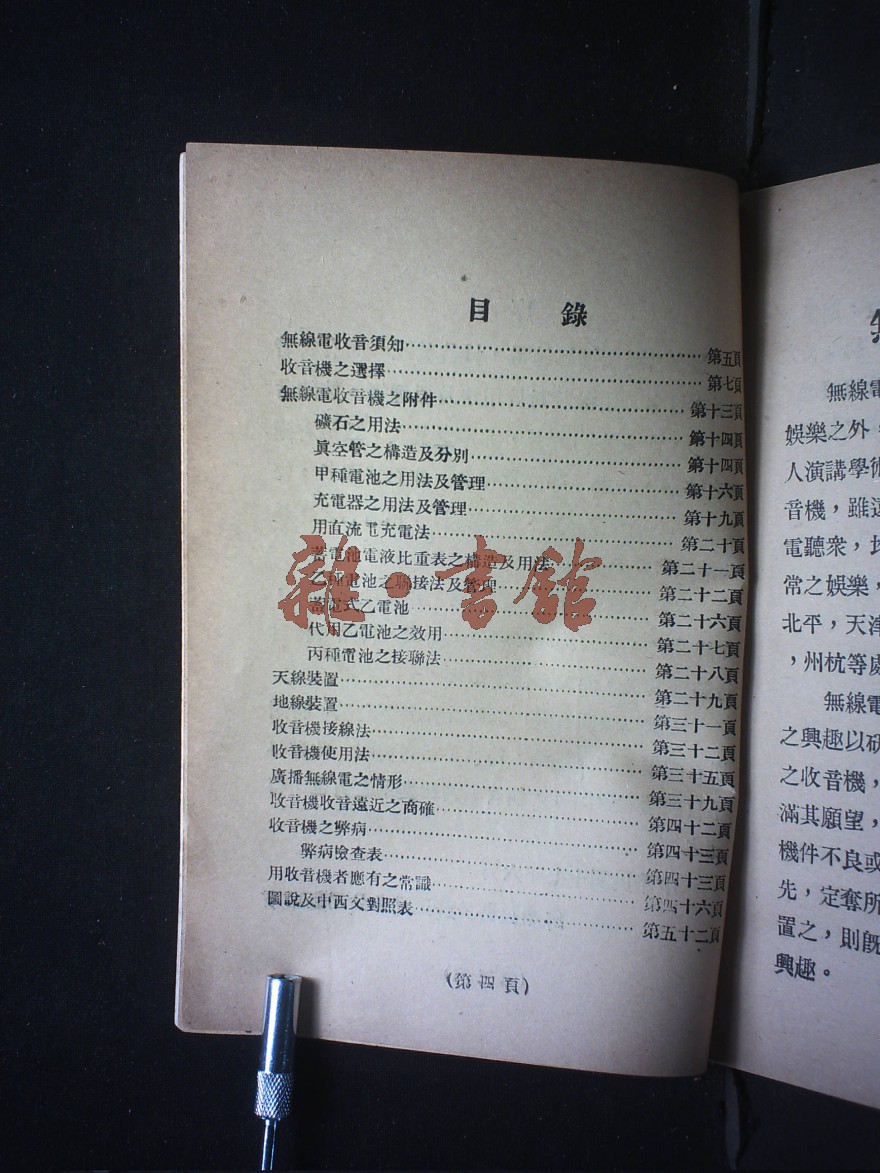 目 錄
無線電收音須知……第五頁
收音機之選擇……第七頁
無線電收音機之附件……第十三頁
礦石之用法……第十四頁
眞空管之構造及分別……第十四頁
甲種電池之用法及管理……第十六頁
充電器之用法及管理……第十九頁
用直流電充電法……第二十頁
蓄電池電液比重表之構造及用法……第二十一頁
乙種電池之聯接法及管理……第二十二頁
蓄電式乙電池……第二十六頁
代用乙電池之效用……第二十七頁
丙種電池之接聯法……第二十八頁
天線裝置……第二十九頁
地線裝置……第三十一頁
收音機接線法……第三十二頁
收音機使用法……第三十五頁
廣播無線電之情形……第三十九頁
收音機收音遠近之商確……第四十二頁
收音機之弊病……第四十三頁
弊病檢查表……第四十三頁
用收音機者應有之常識……第四十六頁
圖說及中西文對照表……第五十二頁
(第四頁)
雜·書館
無線電
娛樂之外，
人演講學術
音機，雖遠
電聽衆，
常之娛樂，
北平，天津
，州杭等處
無線電
之興趣以研
之收音機，
滿其願望，
機件不良或
先，定奪所
置之，則旣
興趣。